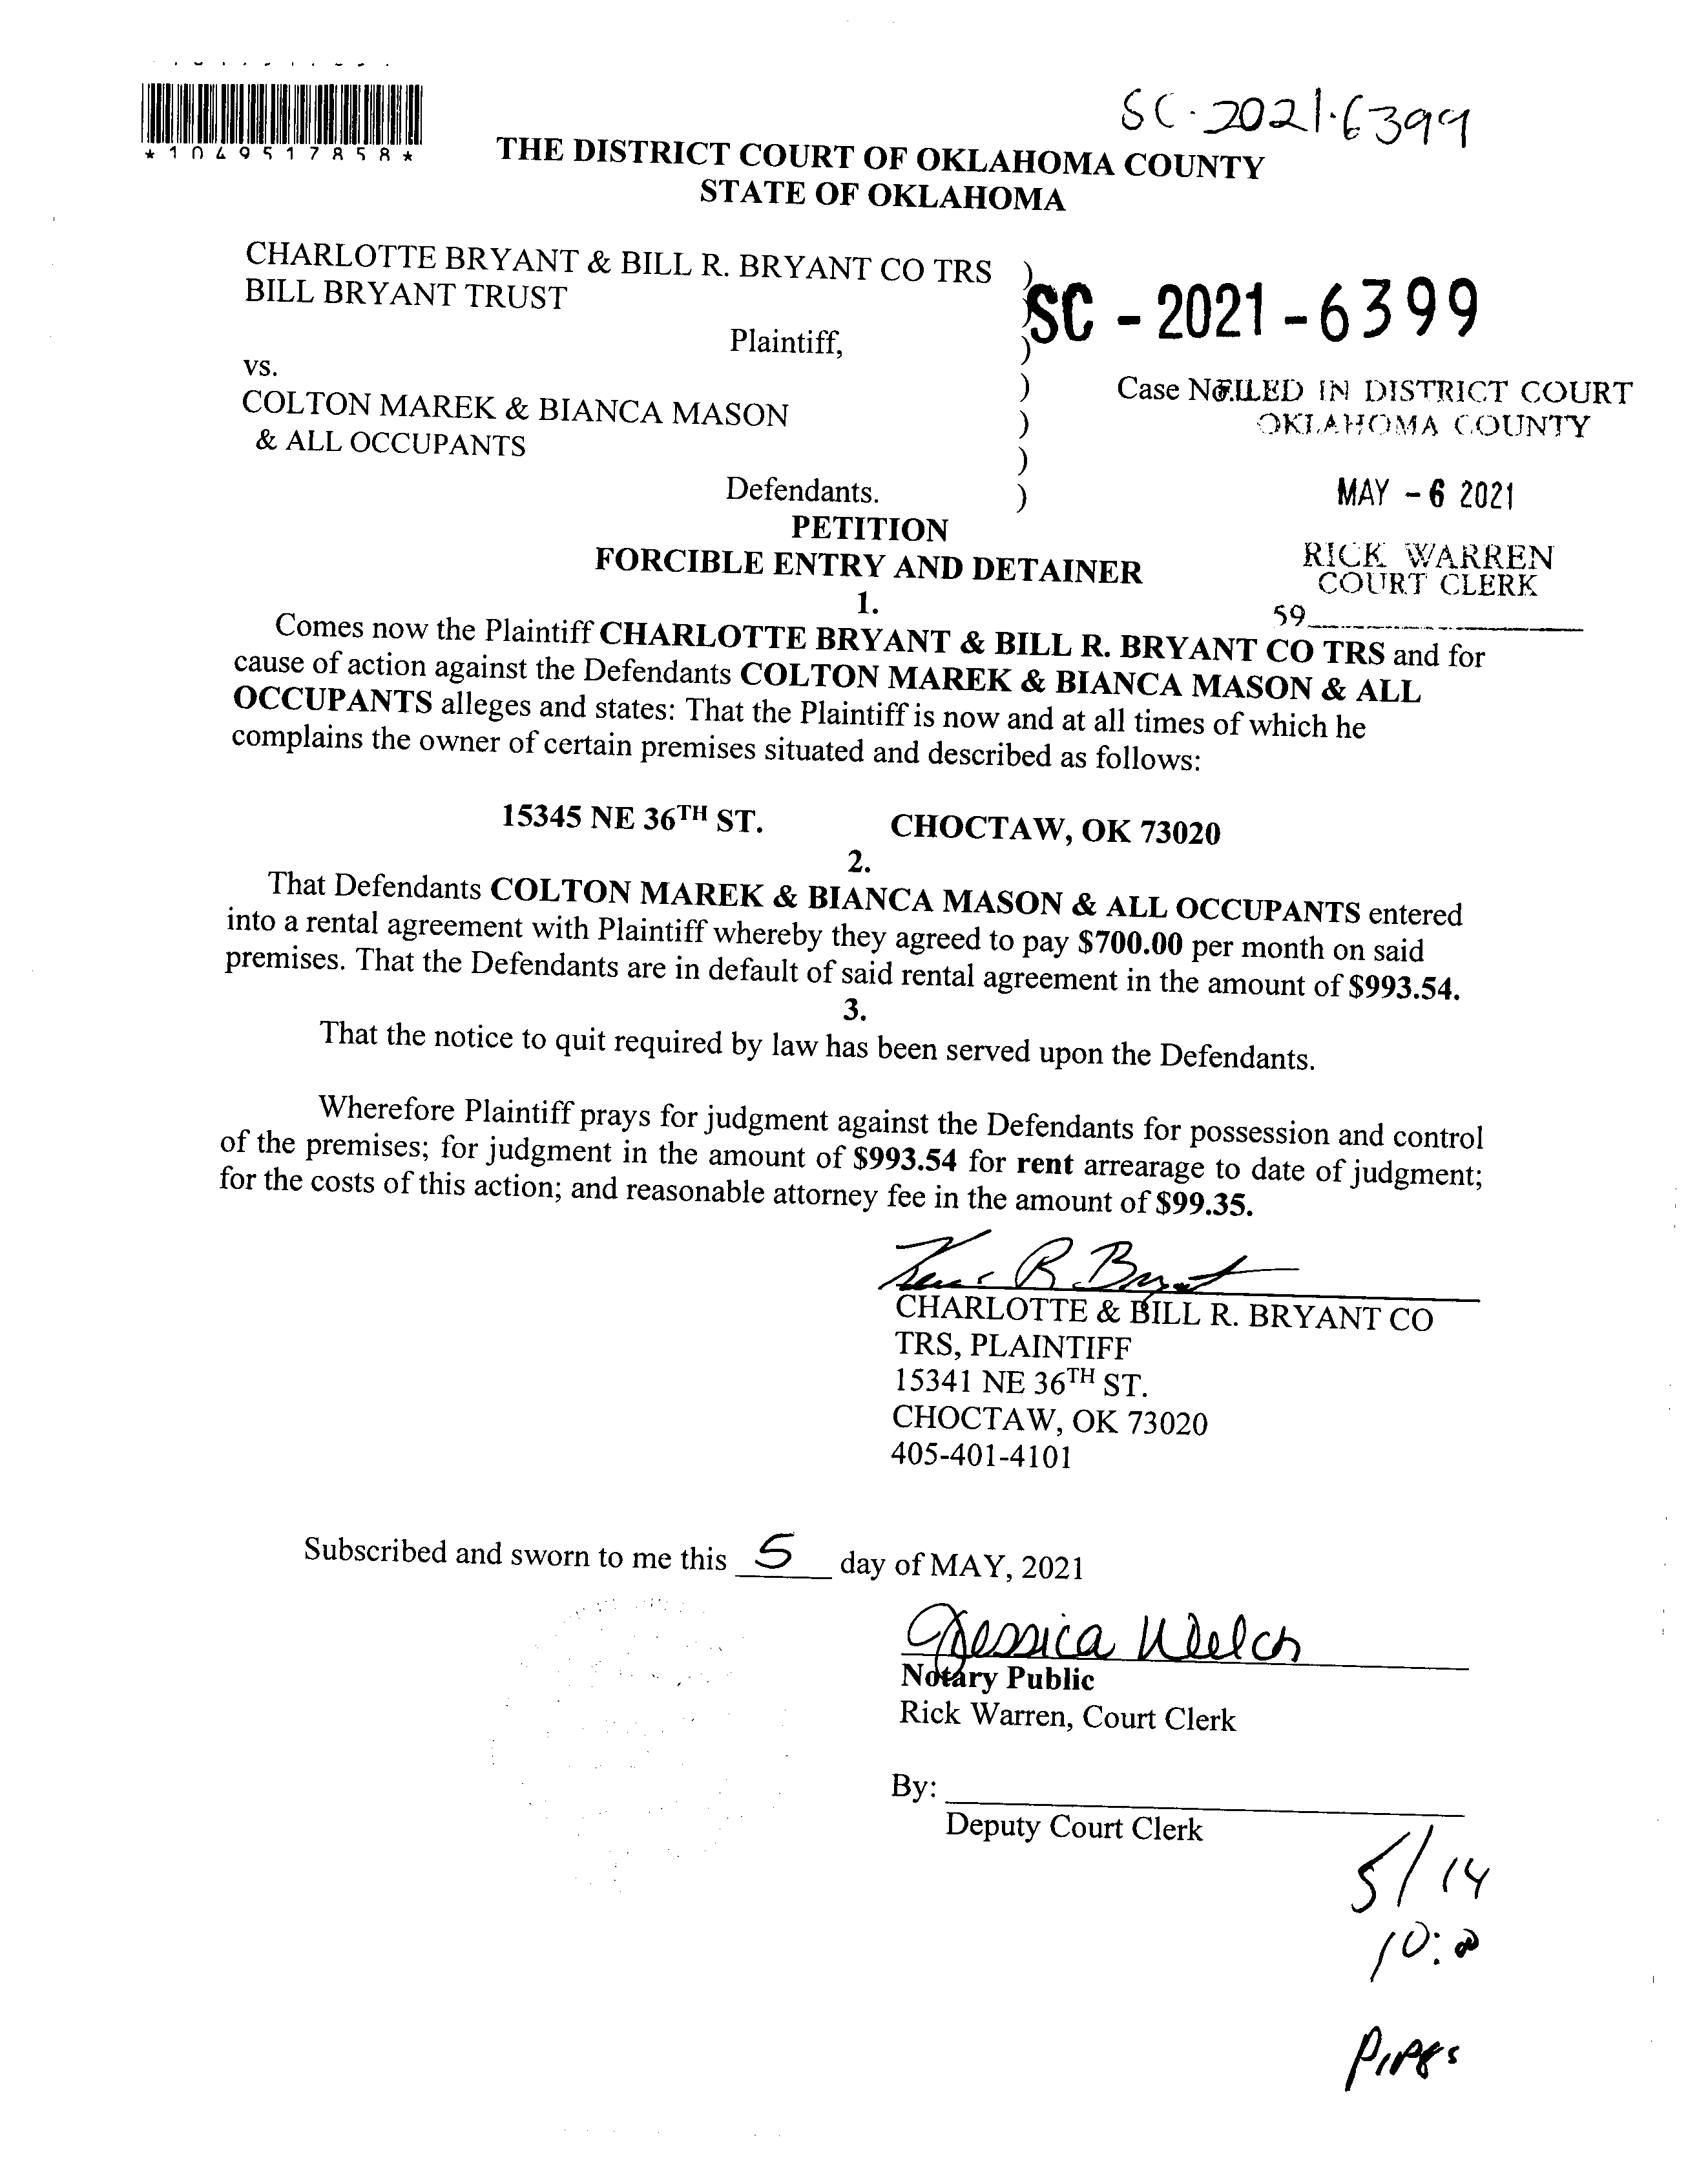 SC-2021-6399
*1049517858*
THE DISTRICT COURT OF OKLAHOMA COUNTY
STATE OF OKLAHOMA
CHARLOTTE BRYANT & BILL R. BRYANT CO TRS )
BILL BRYANT TRUST )
SC - 2021 - 6399
Plaintiff, )
vs.
) Case No. FILED IN DISTRICT COURT
COLTON MAREK & BIANCA MASON ) OKLAHOMA COUNTY
& ALL OCCUPANTS )
Defendants. ) MAY - 6 2021
PETITION
FORCIBLE ENTRY AND DETAINER
RICK WARREN
COURT CLERK
1.
59
Comes now the Plaintiff CHARLOTTE BRYANT & BILL R. BRYANT CO TRS and for
cause of action against the Defendants COLTON MAREK & BIANCA MASON & ALL
OCCUPANTS alleges and states: That the Plaintiff is now and at all times of which he
complains the owner of certain premises situated and described as follows:
15345 NE 36TH ST. CHOCTAW, OK 73020
2.
That Defendants COLTON MAREK & BIANCA MASON & ALL OCCUPANTS entered
into a rental agreement with Plaintiff whereby they agreed to pay $700.00 per month on said
premises. That the Defendants are in default of said rental agreement in the amount of $993.54.
3.
That the notice to quit required by law has been served upon the Defendants.
Wherefore Plaintiff prays for judgment against the Defendants for possession and control
of the premises; for judgment in the amount of $993.54 for rent arrearage to date of judgment;
for the costs of this action; and reasonable attorney fee in the amount of $99.35.
R. Bryant
CHARLOTTE & BILL R. BRYANT CO
TRS, PLAINTIFF
15341 NE 36TH ST.
CHOCTAW, OK 73020
405-401-4101
Subscribed and sworn to me this 5 day of MAY, 2021
Jessica Welch
Notary Public
Rick Warren, Court Clerk
By:
Deputy Court Clerk
5/14
10:00